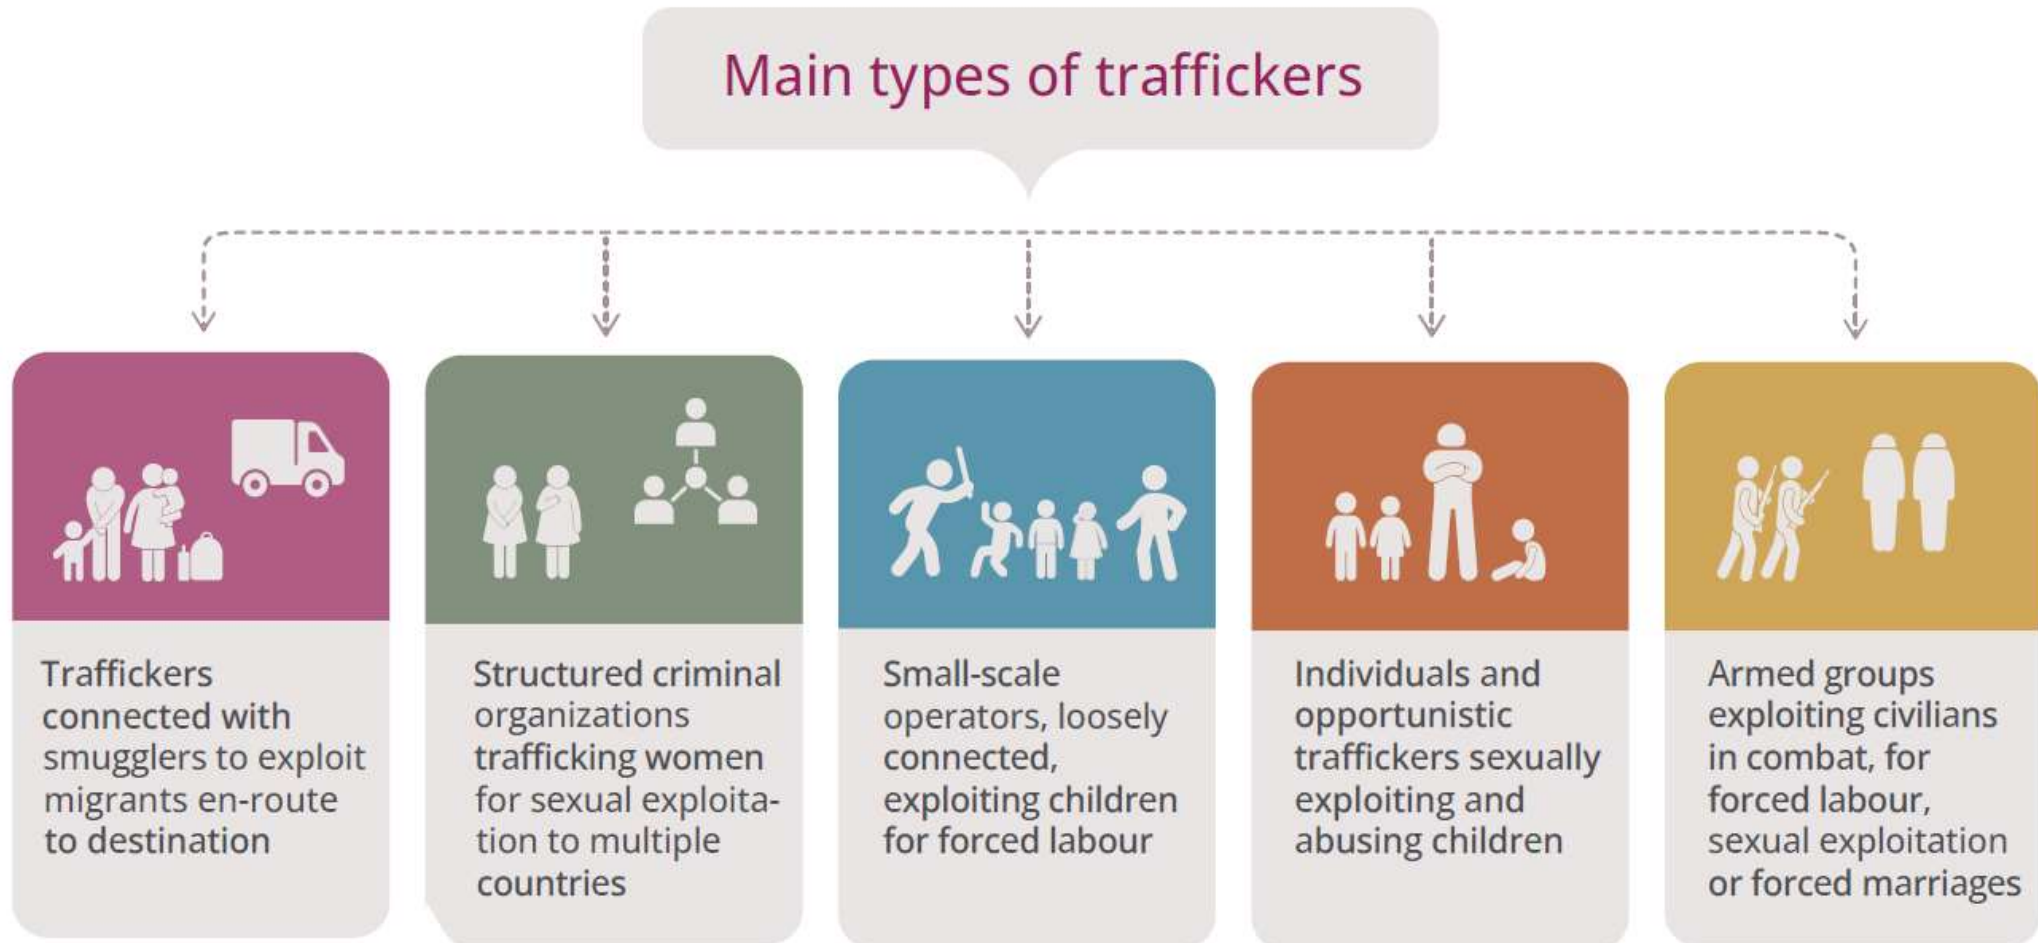 Main types of traffickers
Traffickers
connected with
smugglers to exploit
migrants en-route
to destination
Structured criminal
organizations
trafficking women
for sexual exploita-
tion to multiple
countries
Small-scale
operators, loosely
connected,
exploiting children
for forced labour
Individuals and
opportunistic
traffickers sexually
exploiting and
abusing children
Armed groups
exploiting civilians
in combat, for
forced labour,
sexual exploitation
or forced marriages